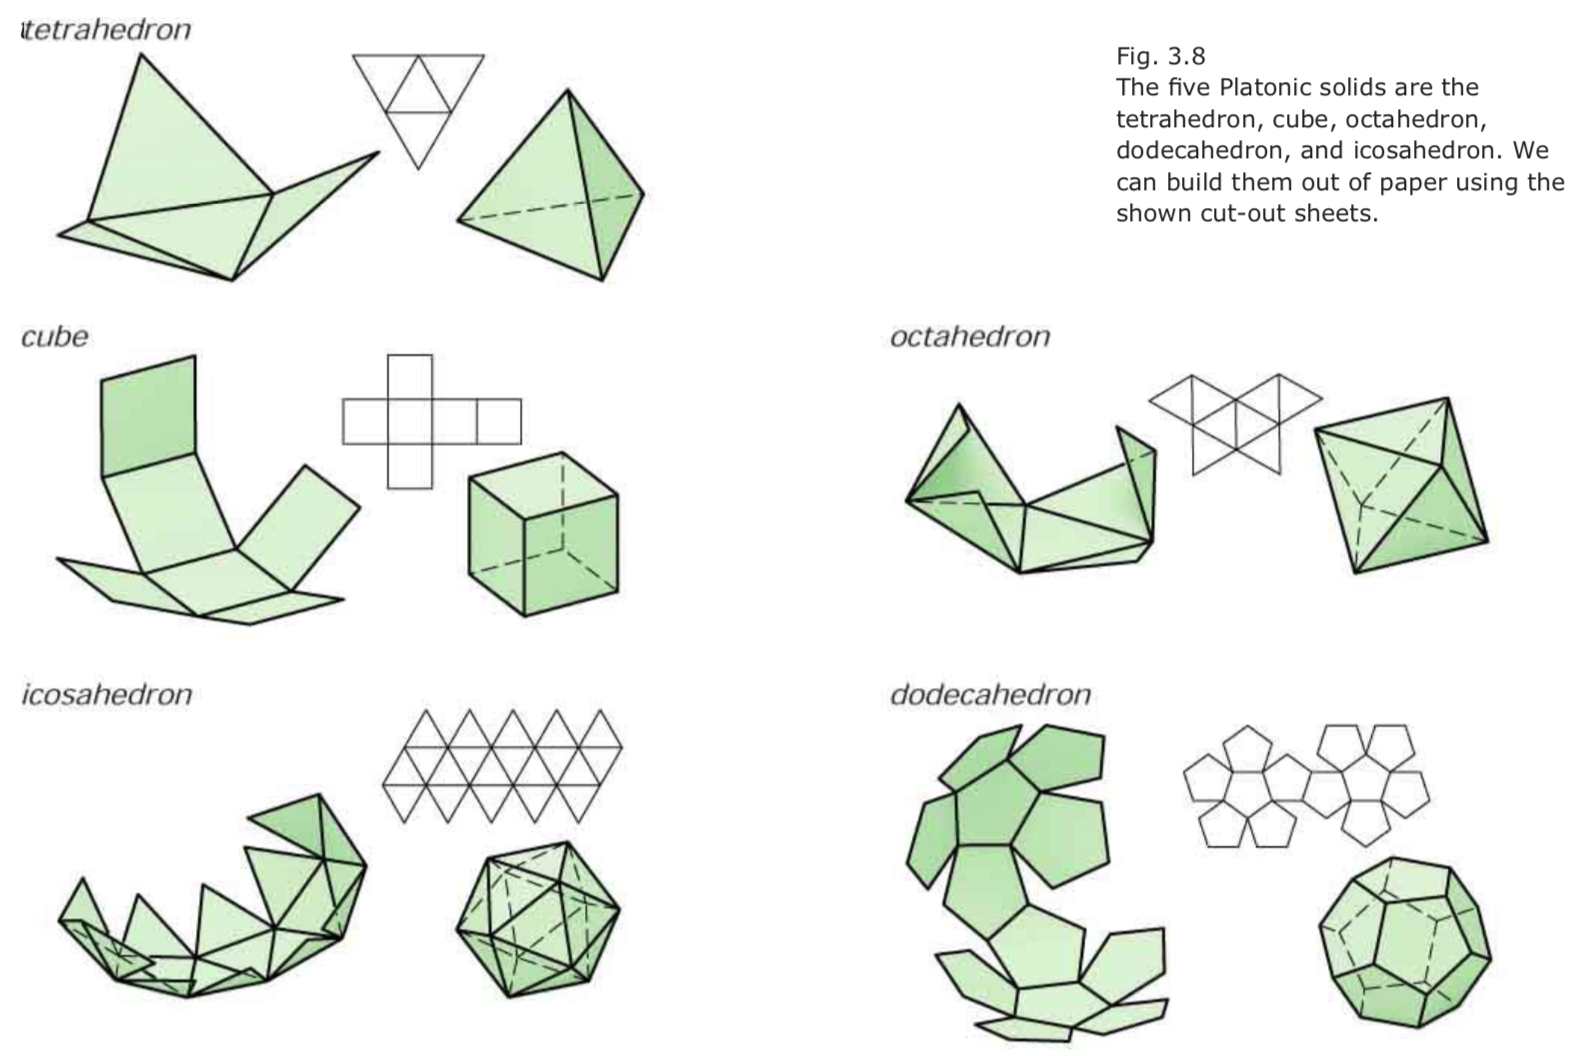 tetrahedron
Fig. 3.8
The five Platonic solids are the
tetrahedron, cube, octahedron,
dodecahedron, and icosahedron. We
can build them out of paper using the
shown cut-out sheets.
cube
octahedron
icosahedron
dodecahedron